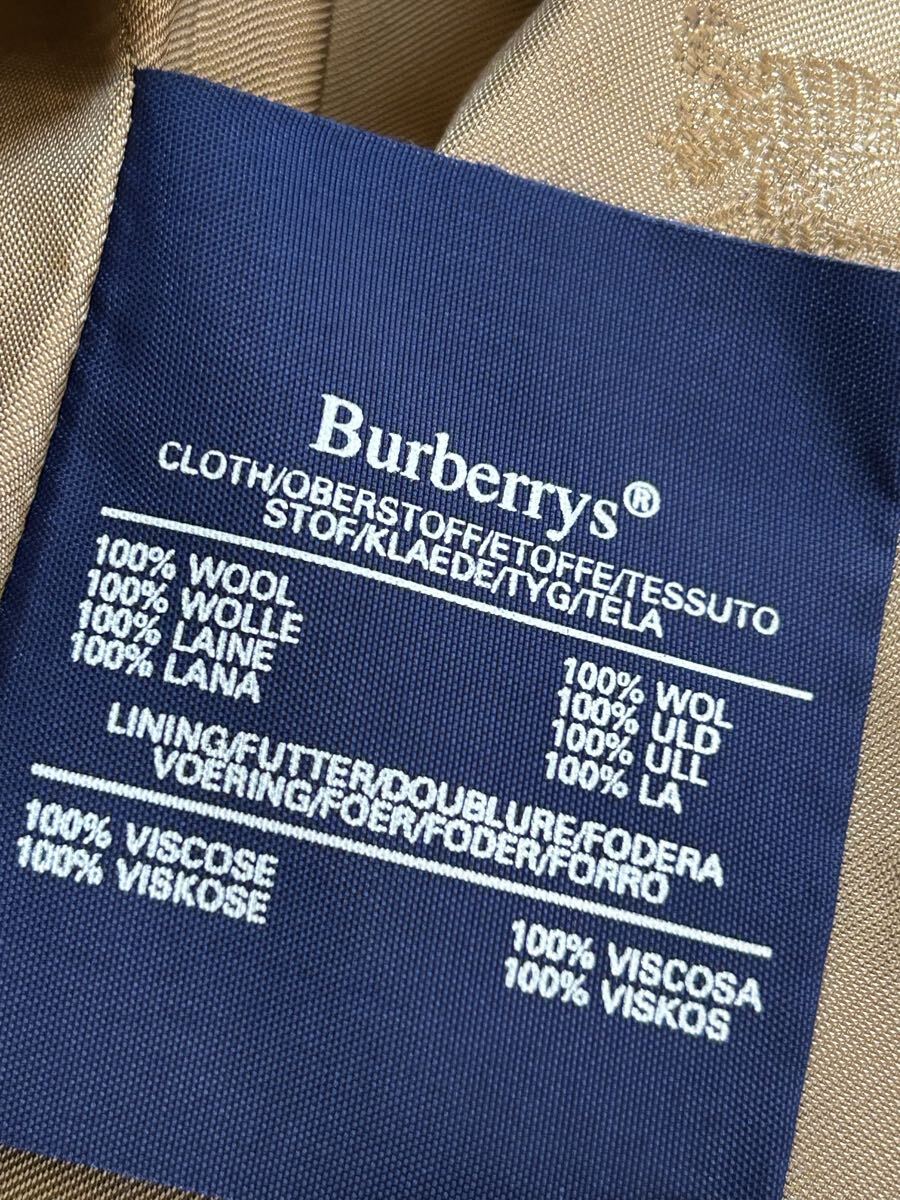 Burberrys®
CLOTH/OBERSTOFF/ETOFFE/TESSUTO
STOF/KLAEDE/TYG/TELA
100% WOOL
100% WOLLE
100% LAINE
100% LANA
100% WOL
100% ULD
100% ULL
100% LA
LINING/FUTTER/DOUBLURE/FODERA
VOERING/FOER/FODER/FORRO
100% VISCOSE
100% VISKOSE
100% VISCOSA
100% VISKOS